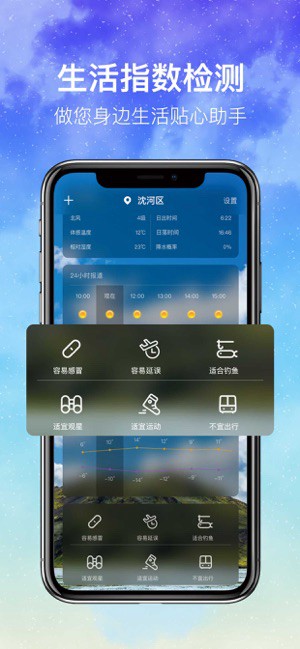 生活指数检测
做您身边生活贴心助手
沈河区
设置
北风 4级 日出时间 6:22
体感温度 12℃ 日落时间 16:46
相对湿度 23℃ 降水概率 0%
24小时报道
10:00 现在 12:00 13:00 14:00 15:00
容易感冒 容易延误 适合钓鱼
适宜观星 适宜运动 不宜出行
容易感冒 容易延误 适合钓鱼
适宜观星 适宜运动 不宜出行